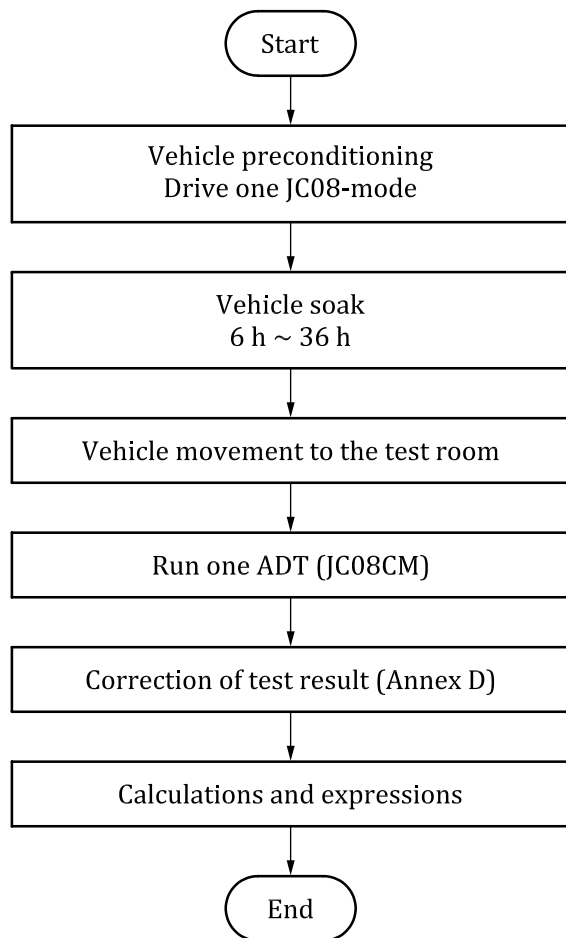 Start
Vehicle preconditioning
Drive one JC08-mode
Vehicle soak
6 h ~ 36 h
Vehicle movement to the test room
Run one ADT (JC08CM)
Correction of test result (Annex D)
Calculations and expressions
End